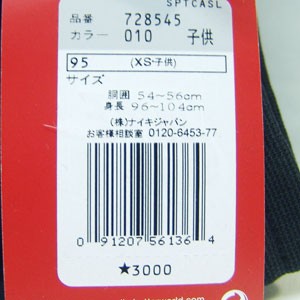 SPTCASL
品番 728545
カラー 010 子供
95 (XS·子供)
サイズ
胴囲 54~56cm
身長 96~104cm
(株)ナイキジャパン
お客様相談室 0120-6453-77
0 91207 56136 4
★3000